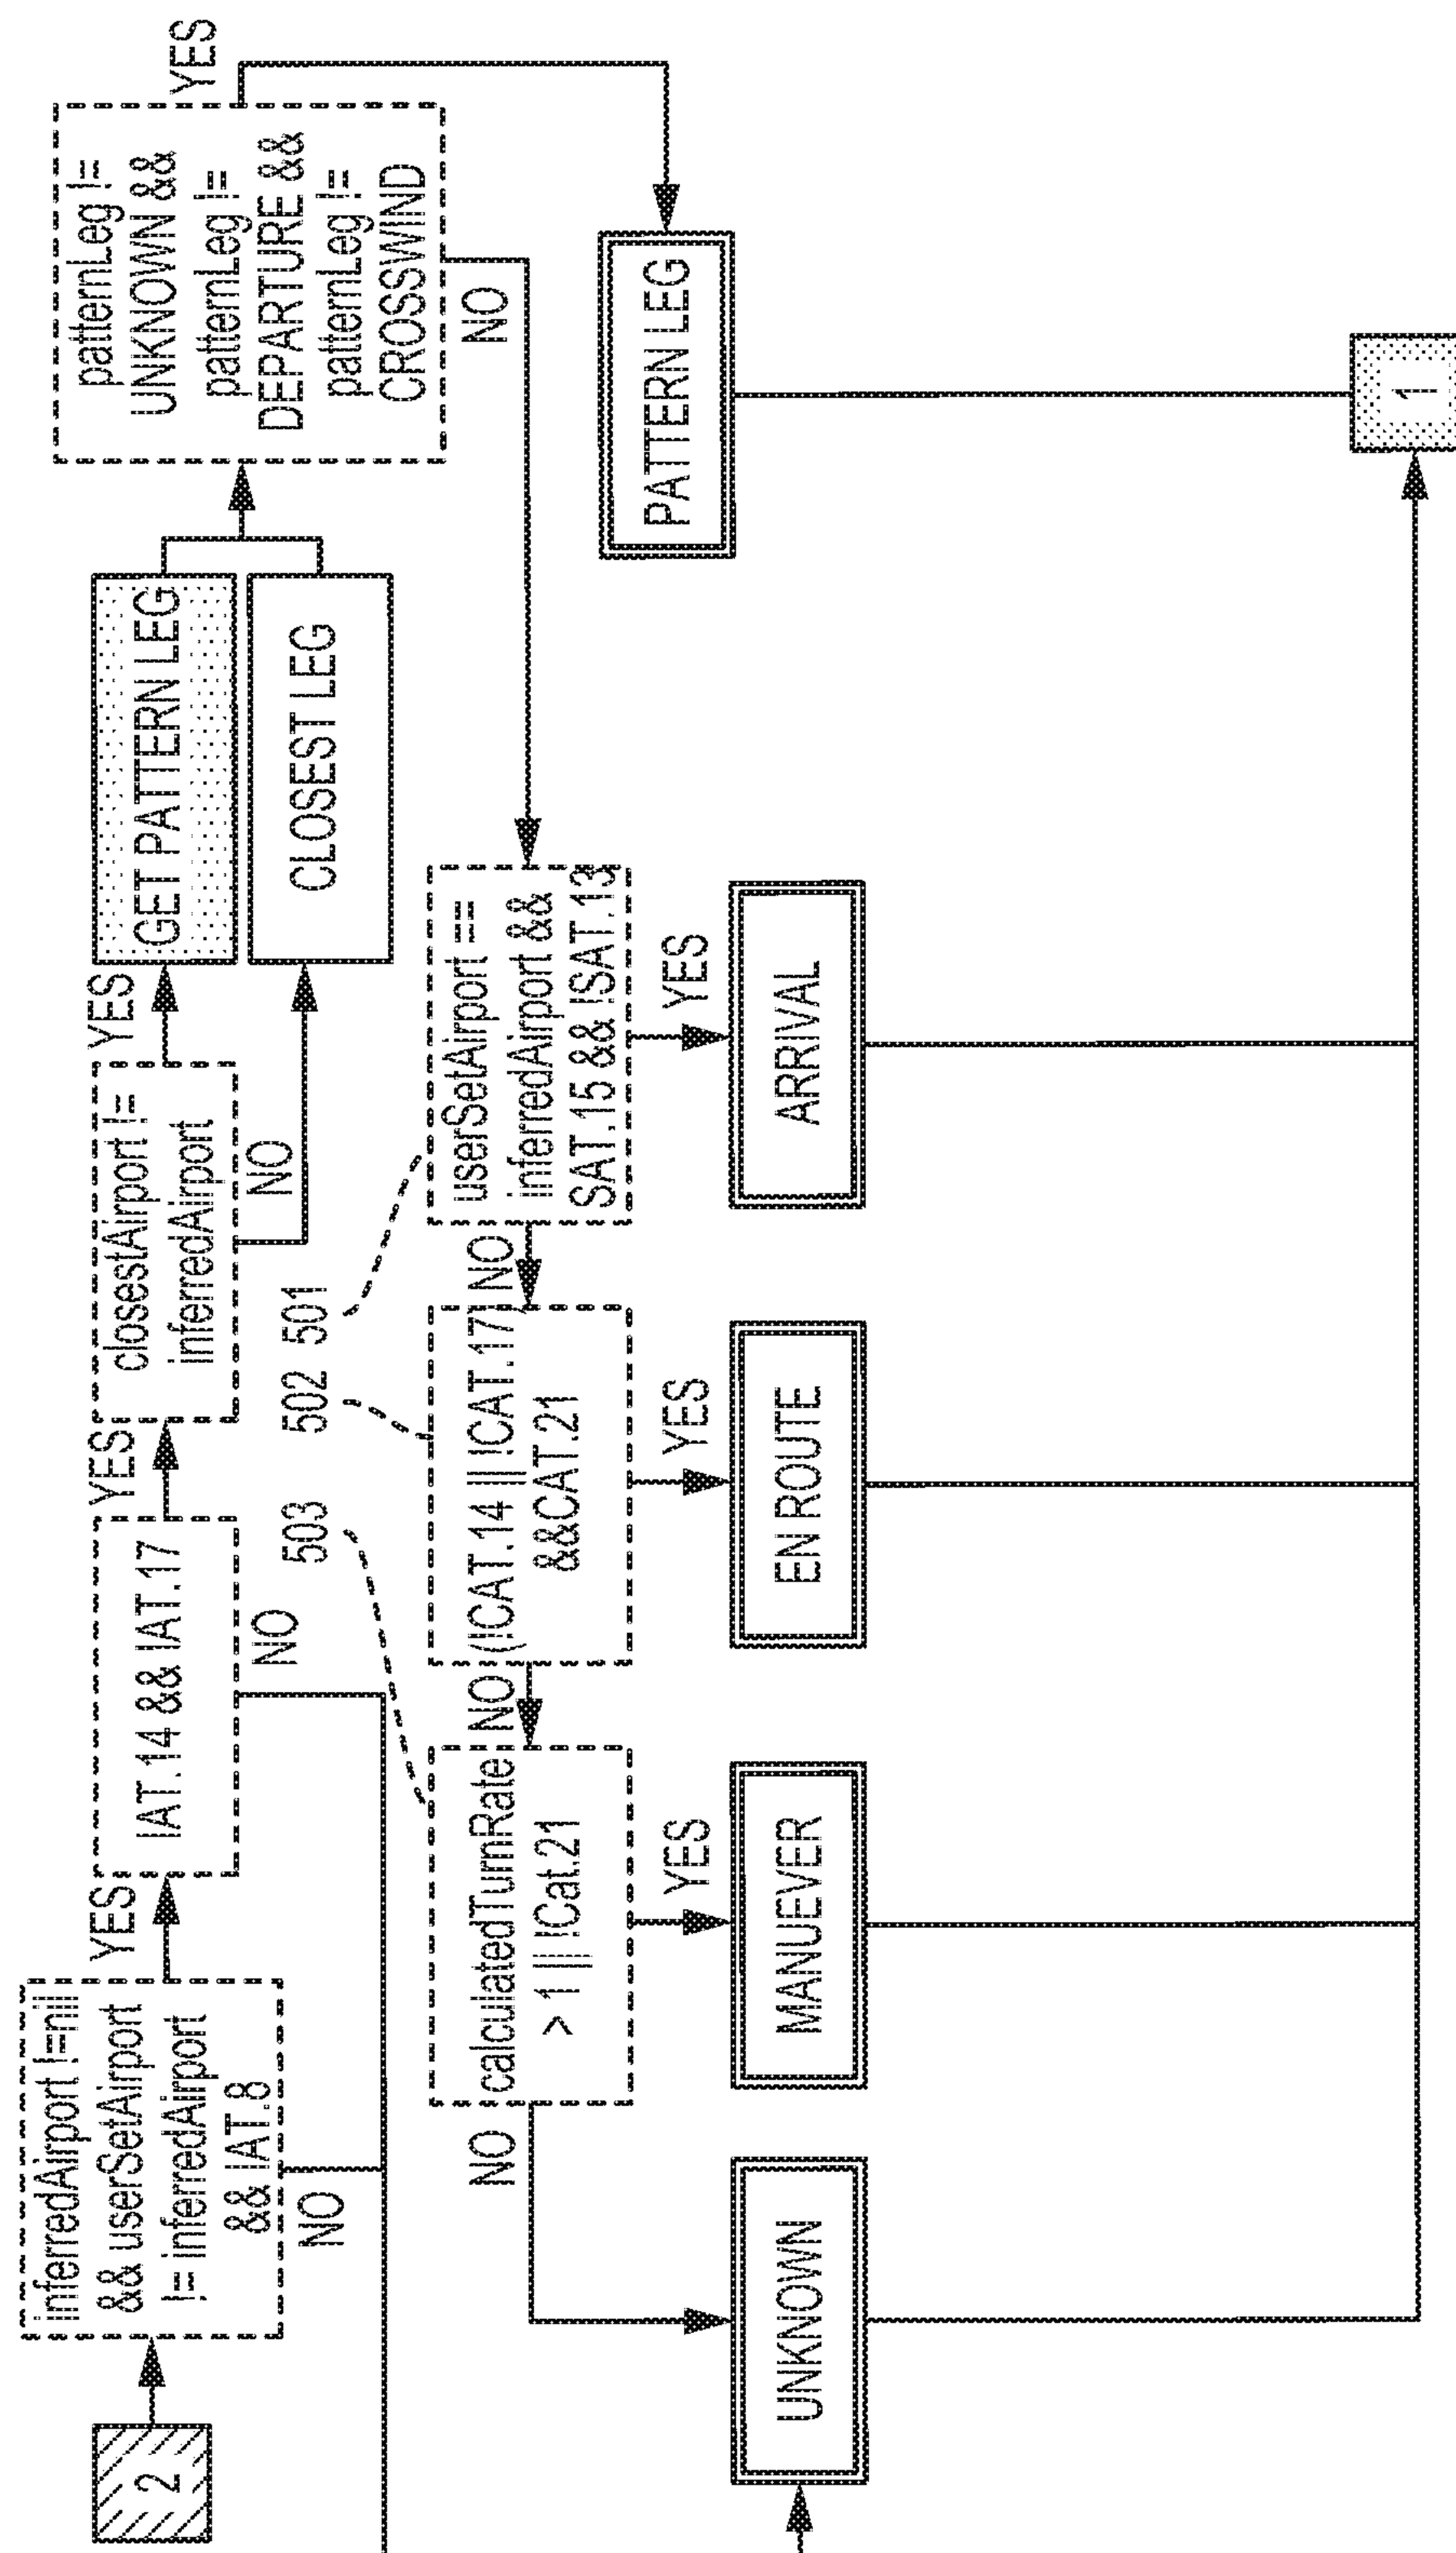 2
inferredAirport !=nil
&& userSetAirport
!= inferredAirport
&& IAT.8
YES
NO
IAT.14 && IAT.17
YES
NO
closestAirport !=
inferredAirport
YES
NO
GET PATTERN LEG
CLOSEST LEG
patternLeg !=
UNKNOWN &&
patternLeg !=
DEPARTURE &&
patternLeg !=
CROSSWIND
YES
NO
503
502
501
calculatedTurnRate
> 1 || !Cat.21
NO
YES
NO
(!CAT.14 || !CAT.17)
&&CAT.21
YES
NO
userSetAirport ==
inferredAirport &&
SAT.15 && !SAT.13
YES
PATTERN LEG
UNKNOWN
MANUEVER
EN ROUTE
ARRIVAL
1